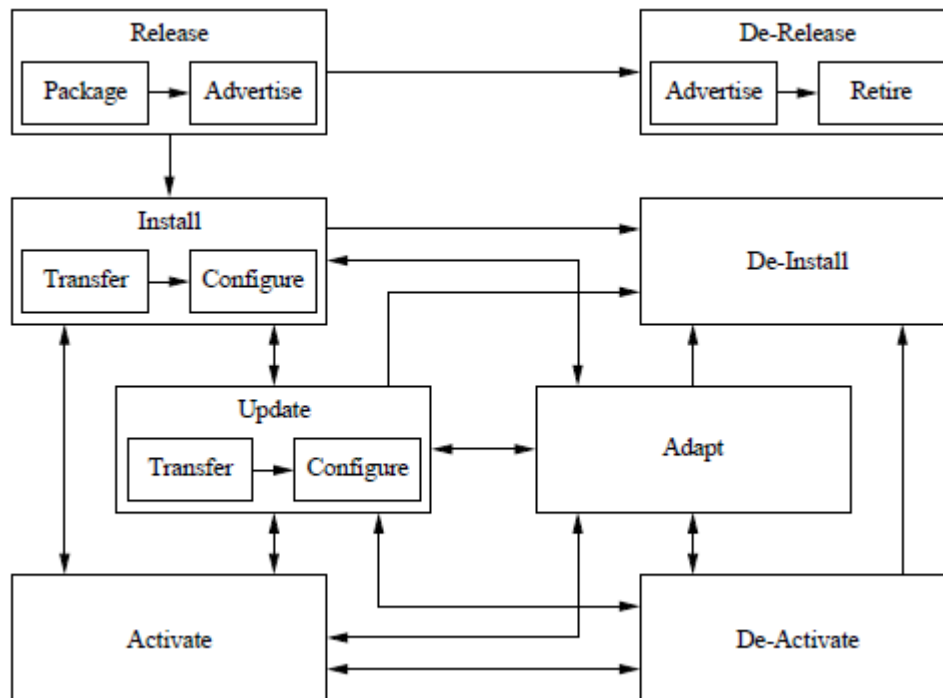 Release
De-Release
Package
Advertise
Advertise
Retire
Install
De-Install
Transfer
Configure
Update
Adapt
Transfer
Configure
Activate
De-Activate